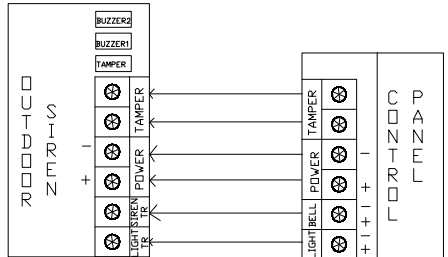 BUZZER2
BUZZER1
TAMPER
OUTDOOR
SIREN
TAMPER
-
+
POWER
SIREN
TR
LIGHT
TR
TAMPER
POWER
-
+
BELL
-
+
LIGHT
-
+
CONTROL
PANEL